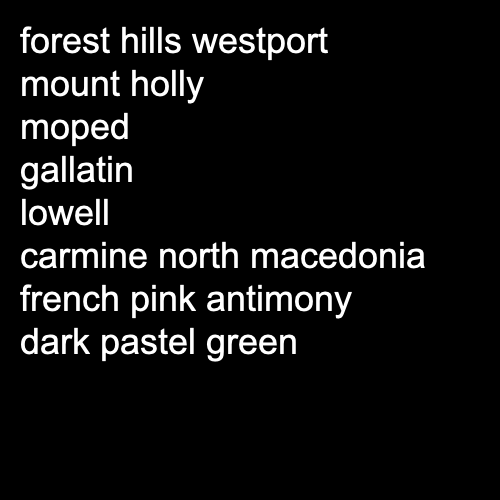 forest hills westport
mount holly
moped
gallatin
lowell
carmine north macedonia
french pink antimony
dark pastel green